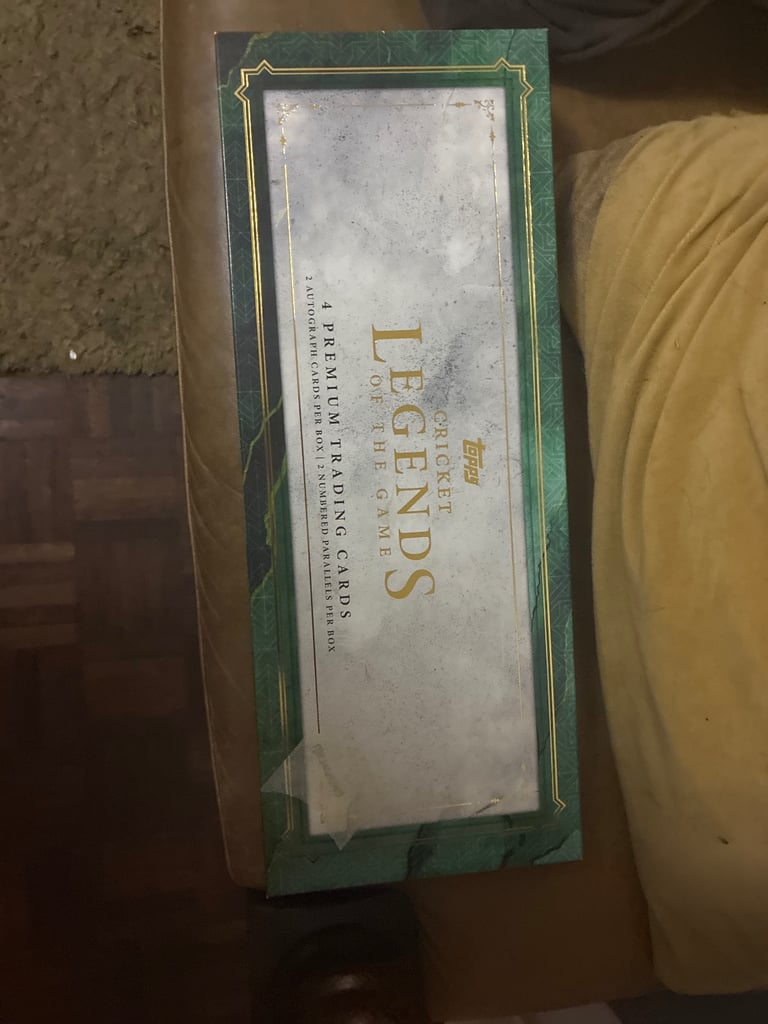 topps
CRICKET
LEGENDS
OF THE GAME
4 PREMIUM TRADING CARDS
2 AUTOGRAPH CARDS PER BOX | 2 NUMBERED PARALLELS PER BOX